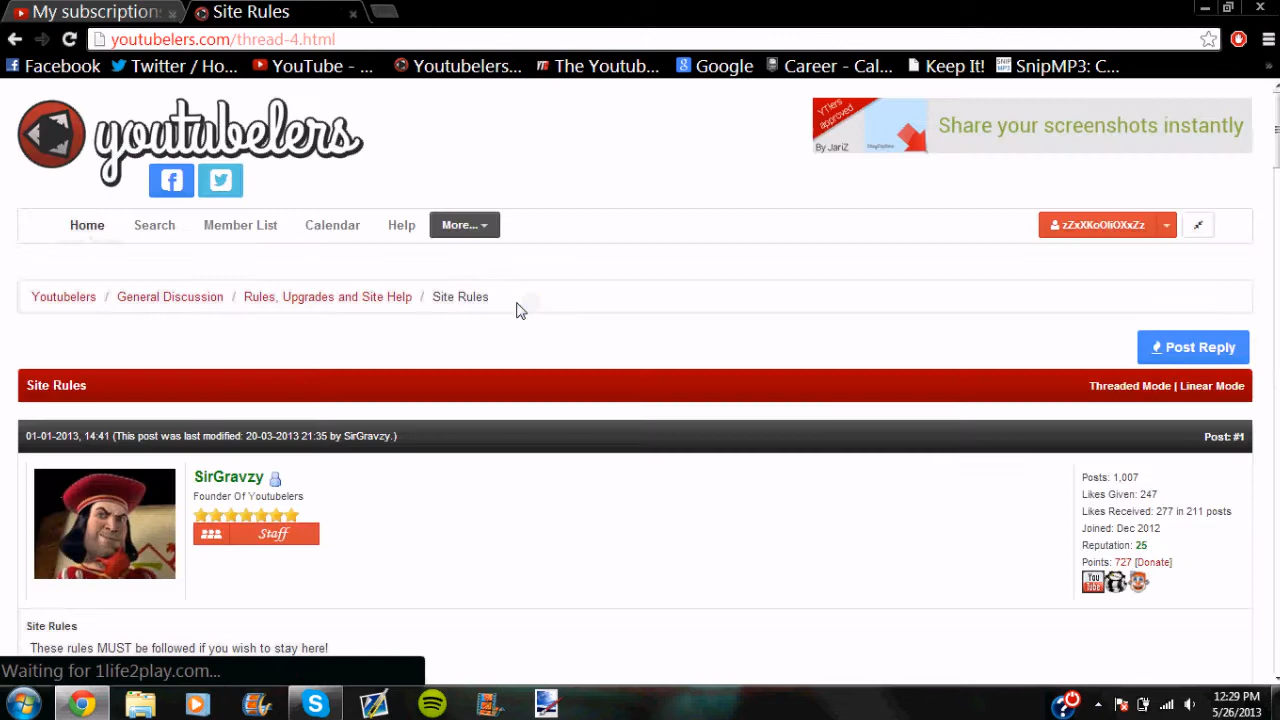 My subscription
Site Rules
youtubelers.com/thread-4.html
Facebook
Twitter / Ho...
YouTube - ...
Youtubelers...
The Youtub...
Google
Career - Cal...
Keep It!
SnipMP3: C...
youtubelers
YTlers approved
By JariZ
Share your screenshots instantly
Home
Search
Member List
Calendar
Help
More...
zZxXKoOliOXxZz
Youtubelers / General Discussion / Rules, Upgrades and Site Help / Site Rules
Post Reply
Site Rules
Threaded Mode | Linear Mode
01-01-2013, 14:41 (This post was last modified: 20-03-2013 21:35 by SirGravzy.)
Post: #1
SirGravzy
Founder Of Youtubelers
Staff
Posts: 1,007
Likes Given: 247
Likes Received: 277 in 211 posts
Joined: Dec 2012
Reputation: 25
Points: 727 [Donate]
You Tube
Site Rules
These rules MUST be followed if you wish to stay here!
Waiting for 1life2play.com...
12:29 PM
5/26/2013